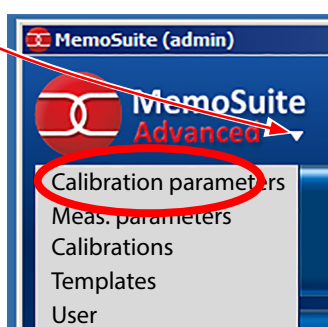 MemoSuite (admin)
MemoSuite
Advanced
Calibration parameters
Meas. parameters
Calibrations
Templates
User